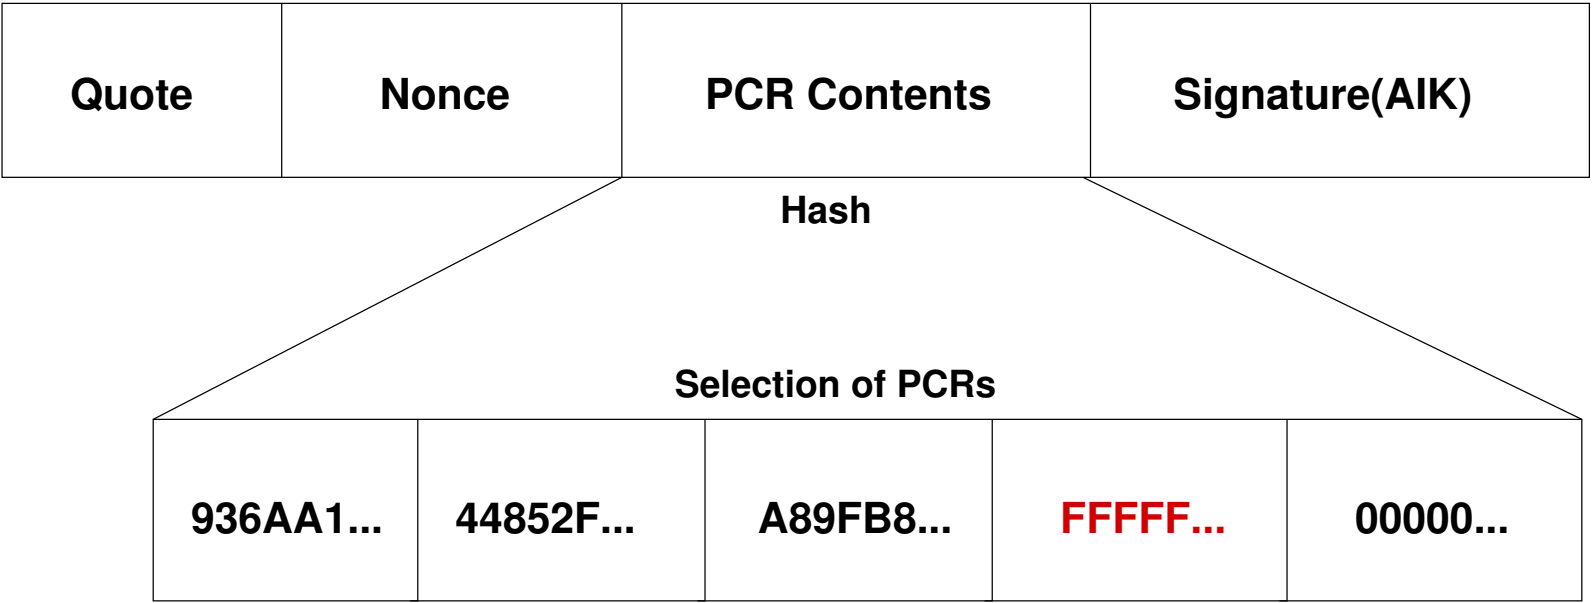 Quote Nonce PCR Contents Signature(AIK)
Hash
Selection of PCRs
936AA1... 44852F... A89FB8... FFFFF... 00000...